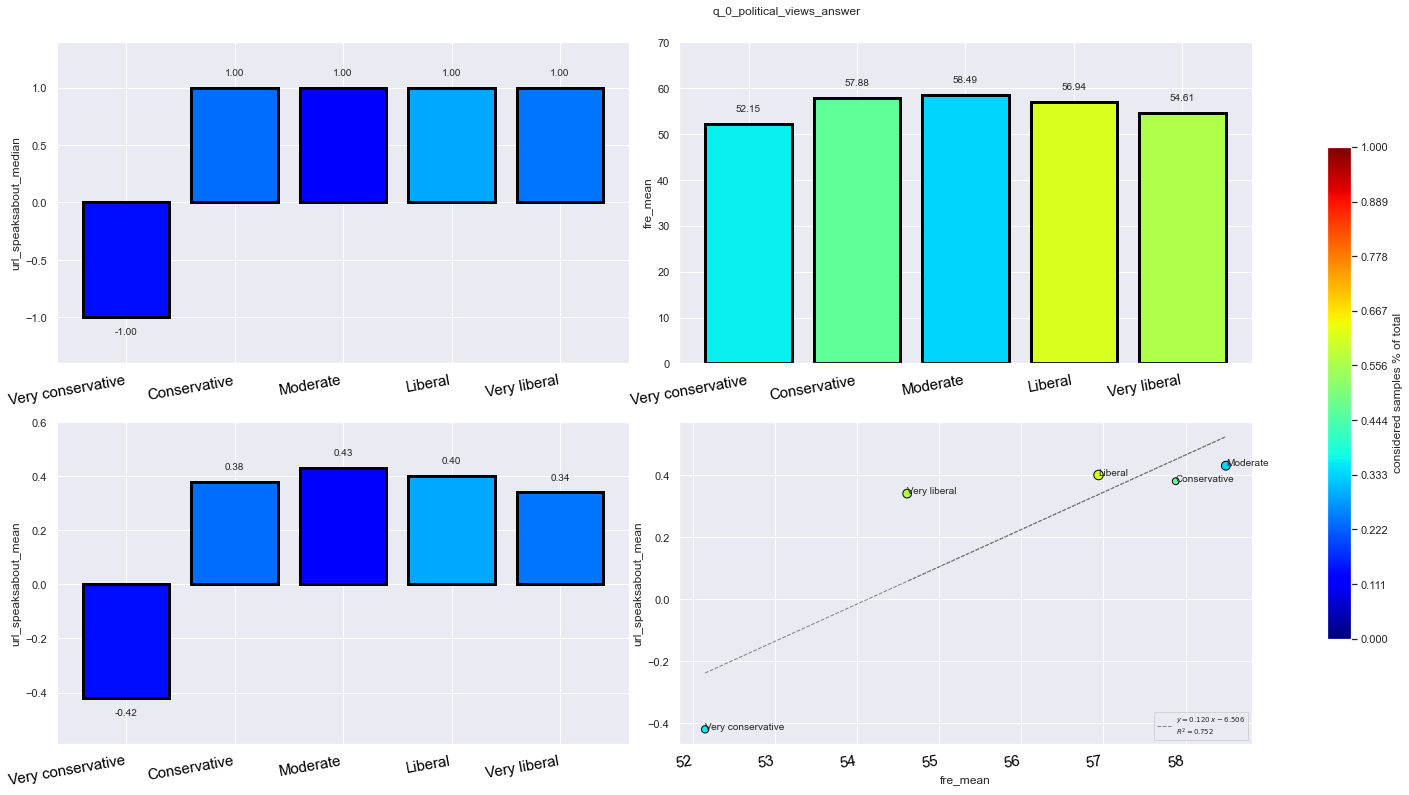 q_0_political_views_answer
url_speaksabout_median
1.0
0.5
0.0
−0.5
−1.0
-1.00
1.00
1.00
1.00
1.00
Very conservative
Conservative
Moderate
Liberal
Very liberal
fre_mean
70
60
50
40
30
20
10
0
52.15
57.88
58.49
56.94
54.61
Very conservative
Conservative
Moderate
Liberal
Very liberal
url_speaksabout_mean
0.6
0.4
0.2
0.0
−0.2
−0.4
-0.42
0.38
0.43
0.40
0.34
Very conservative
Conservative
Moderate
Liberal
Very liberal
url_speaksabout_mean
0.4
0.2
0.0
−0.2
−0.4
Moderate
Liberal
Conservative
Very liberal
Very conservative
y = 0.120 x − 6.506
R² = 0.752
52
53
54
55
56
57
58
fre_mean
1.000
0.889
0.778
0.667
0.556
0.444
0.333
0.222
0.111
0.000
considered samples % of total